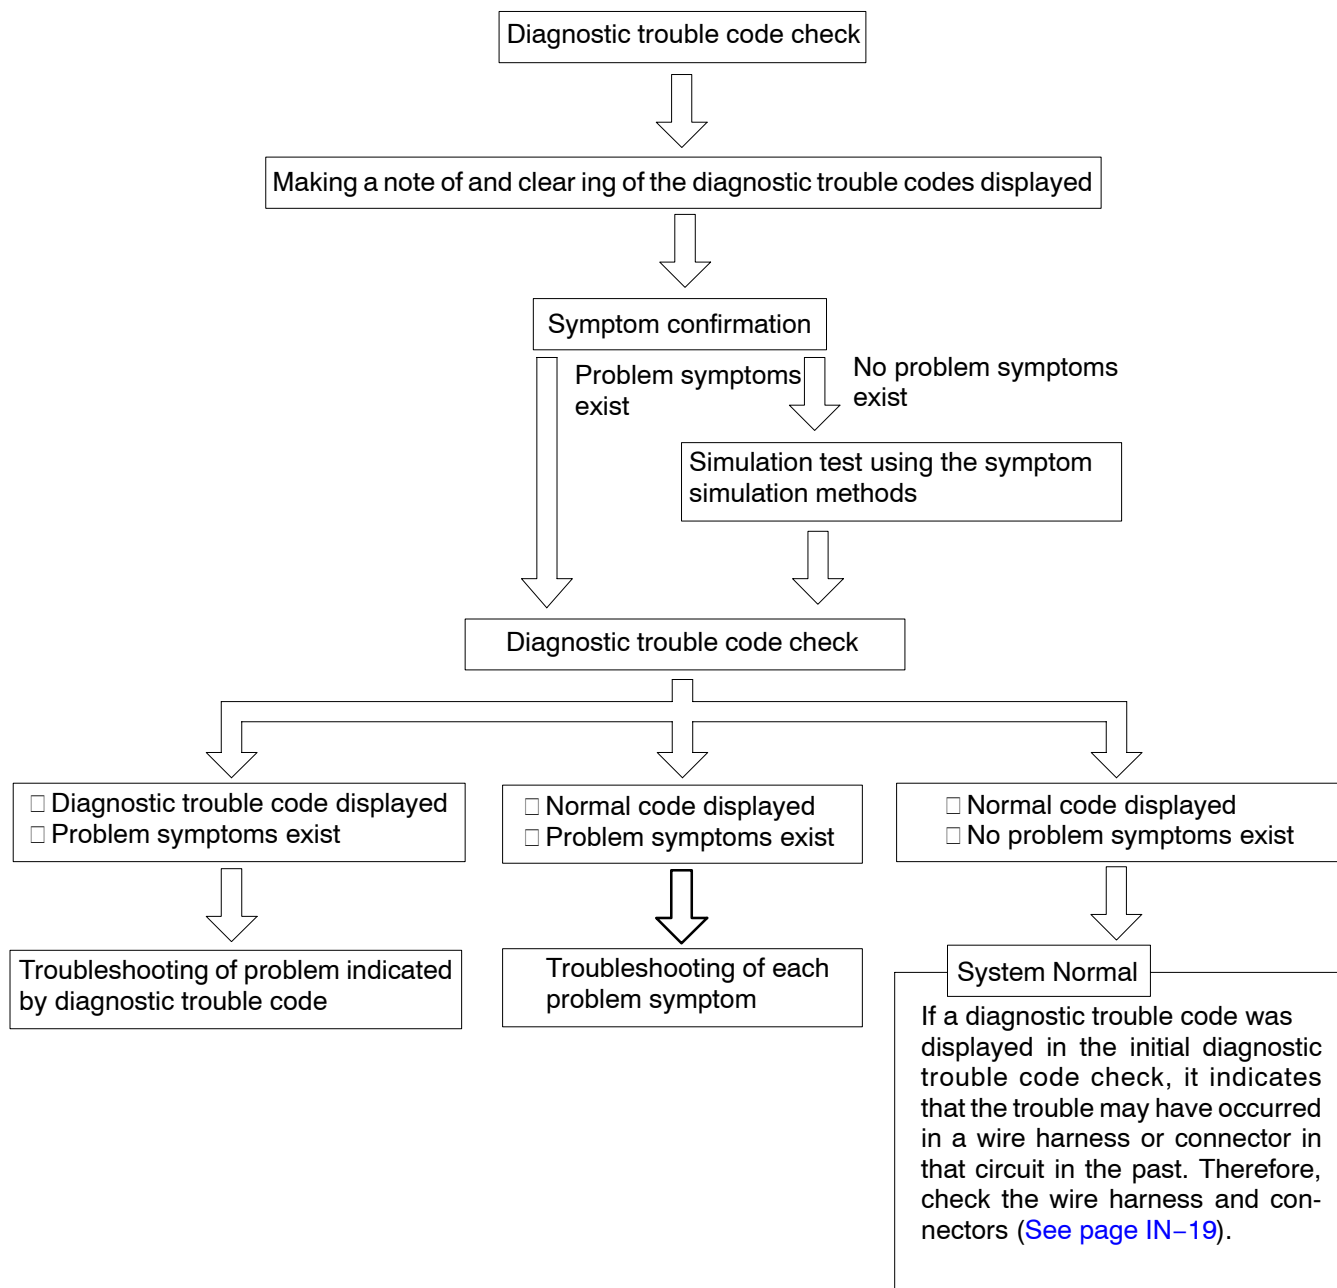 Diagnostic trouble code check
Making a note of and clear ing of the diagnostic trouble codes displayed
Symptom confirmation
Problem symptoms
exist
No problem symptoms
exist
Simulation test using the symptom
simulation methods
Diagnostic trouble code check
□ Diagnostic trouble code displayed
□ Problem symptoms exist
□ Normal code displayed
□ Problem symptoms exist
□ Normal code displayed
□ No problem symptoms exist
Troubleshooting of problem indicated
by diagnostic trouble code
Troubleshooting of each
problem symptom
System Normal
If a diagnostic trouble code was
displayed in the initial diagnostic
trouble code check, it indicates
that the trouble may have occurred
in a wire harness or connector in
that circuit in the past. Therefore,
check the wire harness and con-
nectors (See page IN–19).